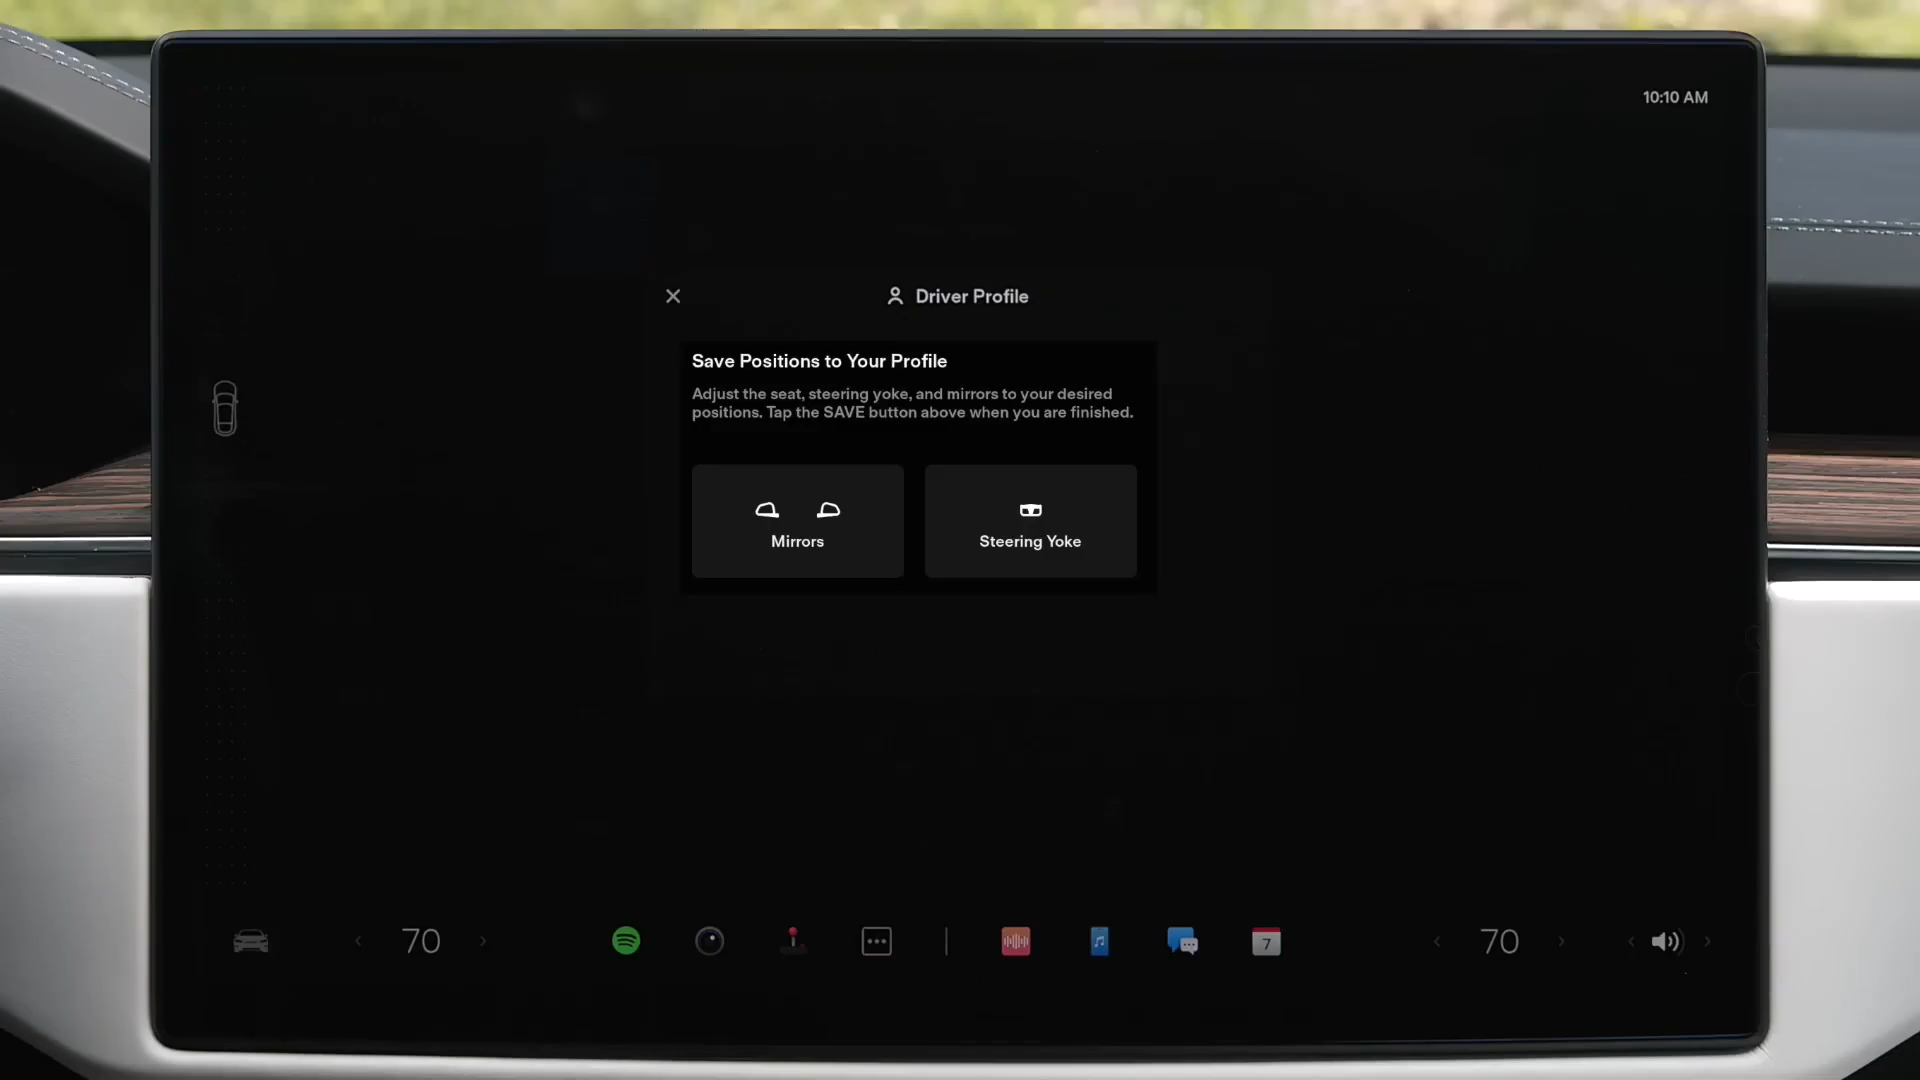 10:10 AM
Driver Profile
Save Positions to Your Profile
Adjust the seat, steering yoke, and mirrors to your desired
positions. Tap the SAVE button above when you are finished.
Mirrors
Steering Yoke
70
7
70